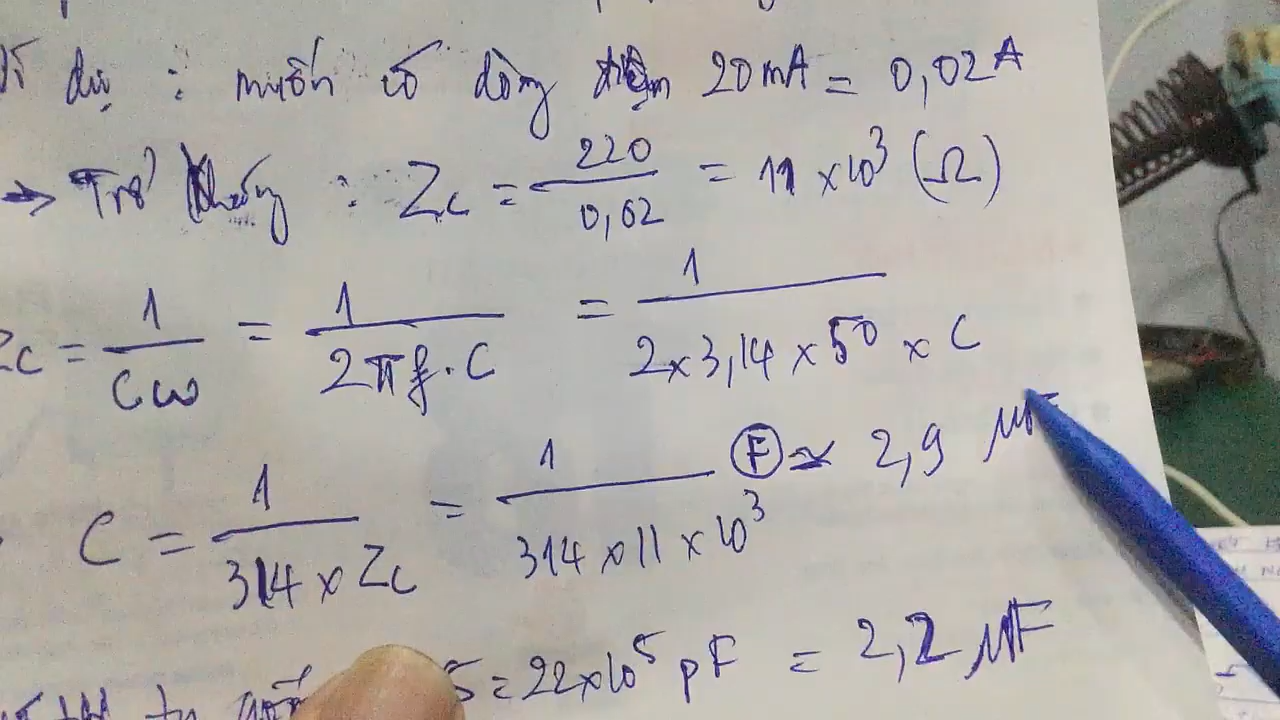 dụ : muốn có dòng điện 20mA = 0,02A
→ Trở kháng : Zc = 220 / 0,02 = 11 x 10³ (Ω)
Zc = 1 / Cω = 1 / 2πf.C = 1 / 2x3,14x50 x C
C = 1 / 314 x Zc = 1 / 314 x 11 x 10³ (F) ≈ 2,9 μF
5 = 22x10⁵ pF = 2,2 μF